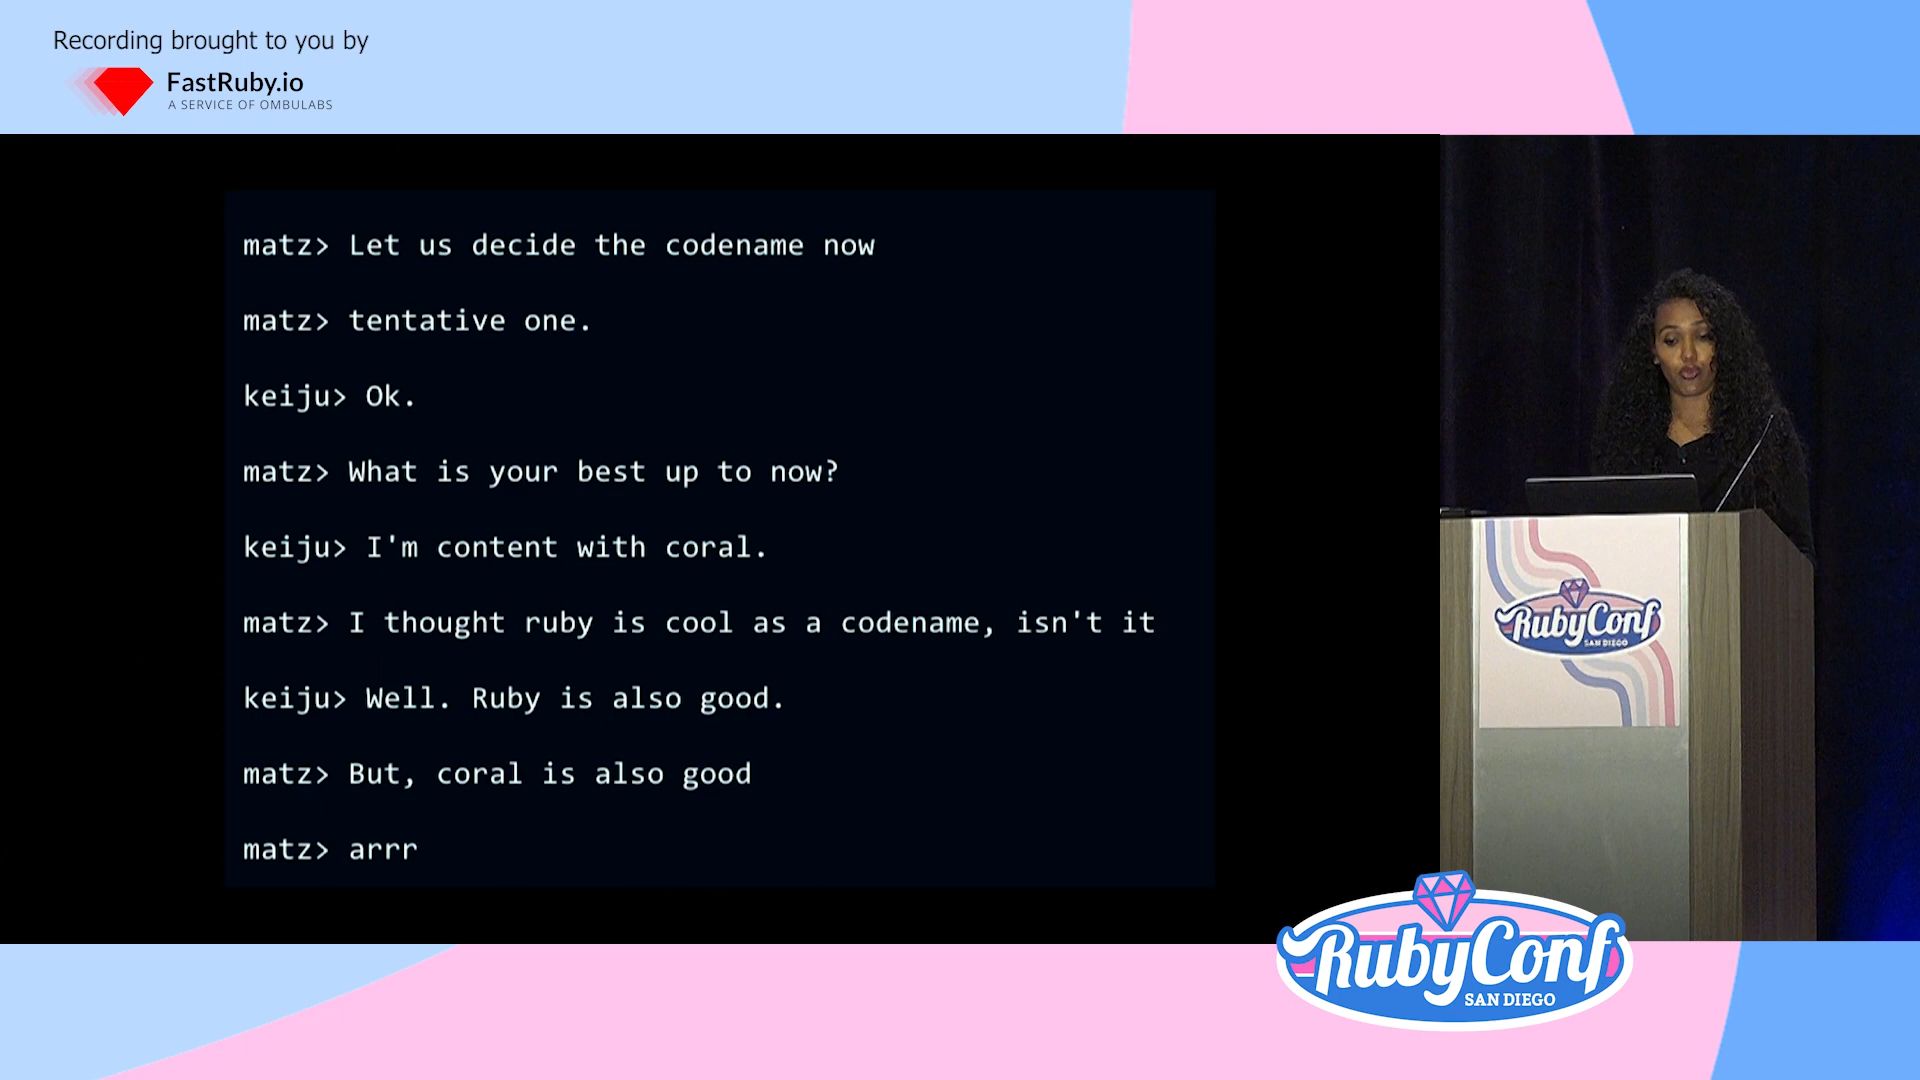 Recording brought to you by
FastRuby.io
A SERVICE OF OMBULABS
matz> Let us decide the codename now
matz> tentative one.
keiju> Ok.
matz> What is your best up to now?
keiju> I'm content with coral.
matz> I thought ruby is cool as a codename, isn't it
keiju> Well. Ruby is also good.
matz> But, coral is also good
matz> arrr
RubyConf
SAN DIEGO
RubyConf
SAN DIEGO